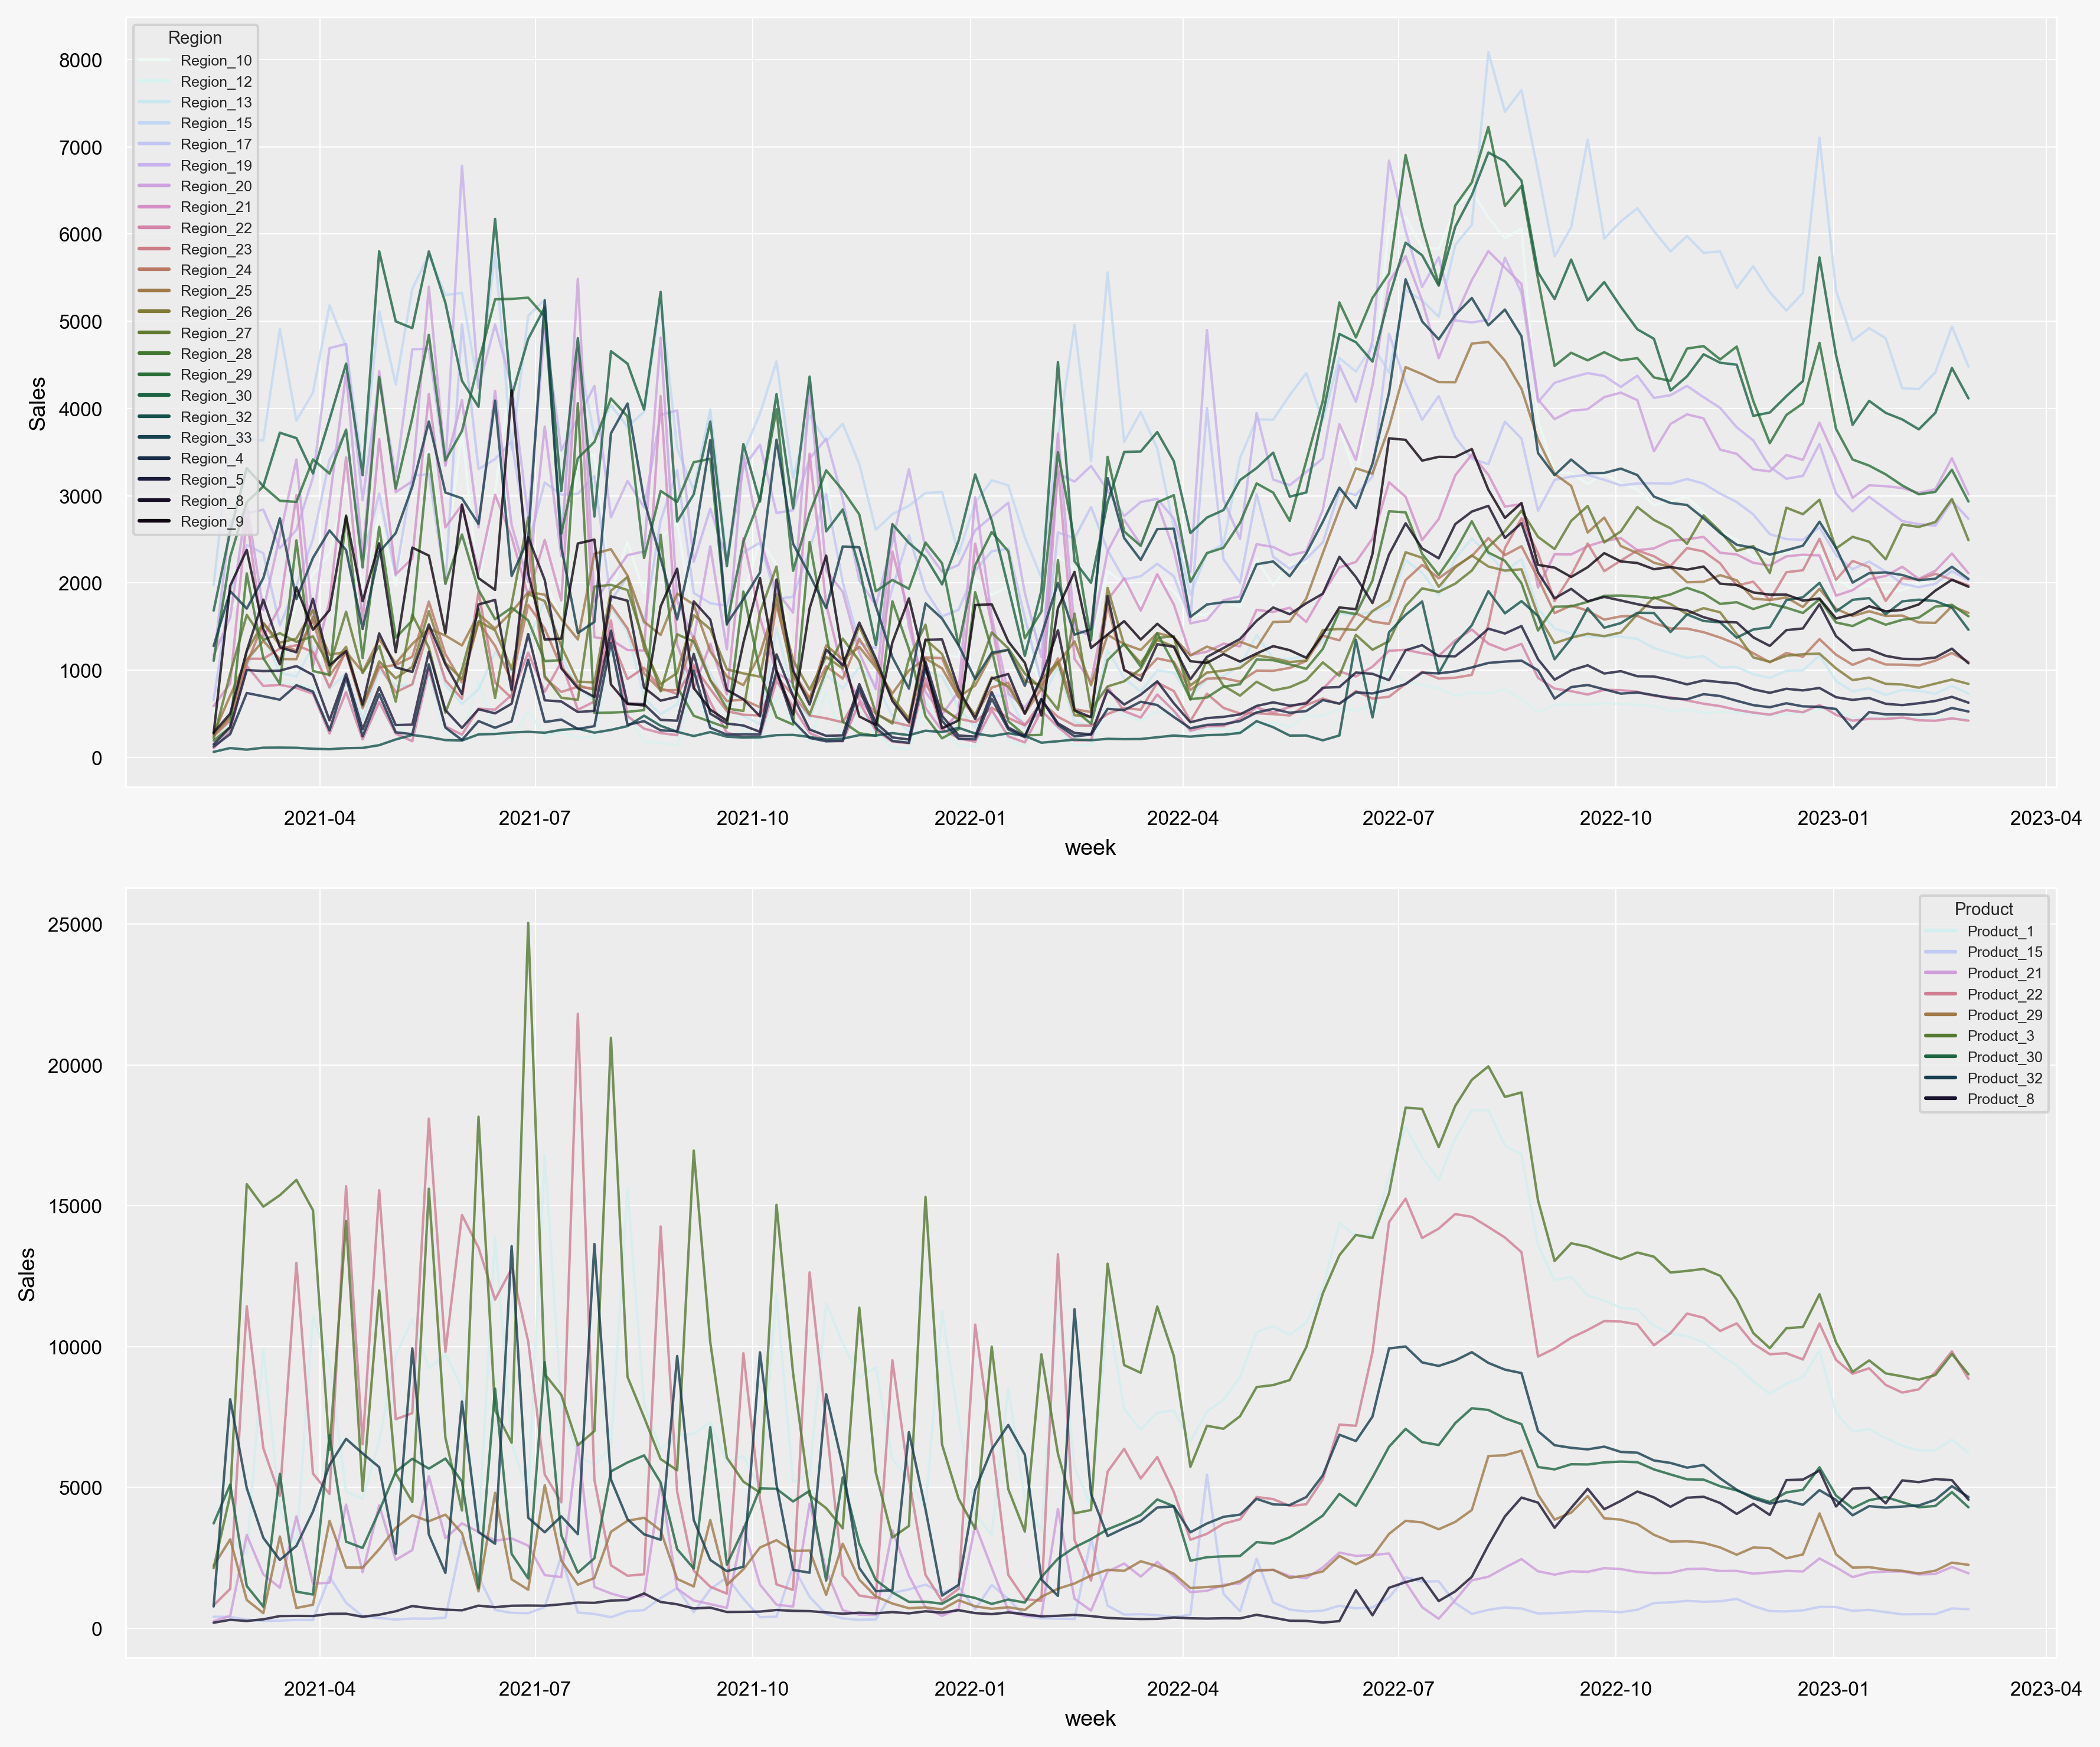 Region
Region_10
Region_12
Region_13
Region_15
Region_17
Region_19
Region_20
Region_21
Region_22
Region_23
Region_24
Region_25
Region_26
Region_27
Region_28
Region_29
Region_30
Region_32
Region_33
Region_4
Region_5
Region_8
Region_9
8000
7000
6000
5000
4000
3000
2000
1000
0
Sales
2021-04 2021-07 2021-10 2022-01 2022-04 2022-07 2022-10 2023-01 2023-04
week
Product
Product_1
Product_15
Product_21
Product_22
Product_29
Product_3
Product_30
Product_32
Product_8
25000
20000
15000
10000
5000
0
Sales
2021-04 2021-07 2021-10 2022-01 2022-04 2022-07 2022-10 2023-01 2023-04
week